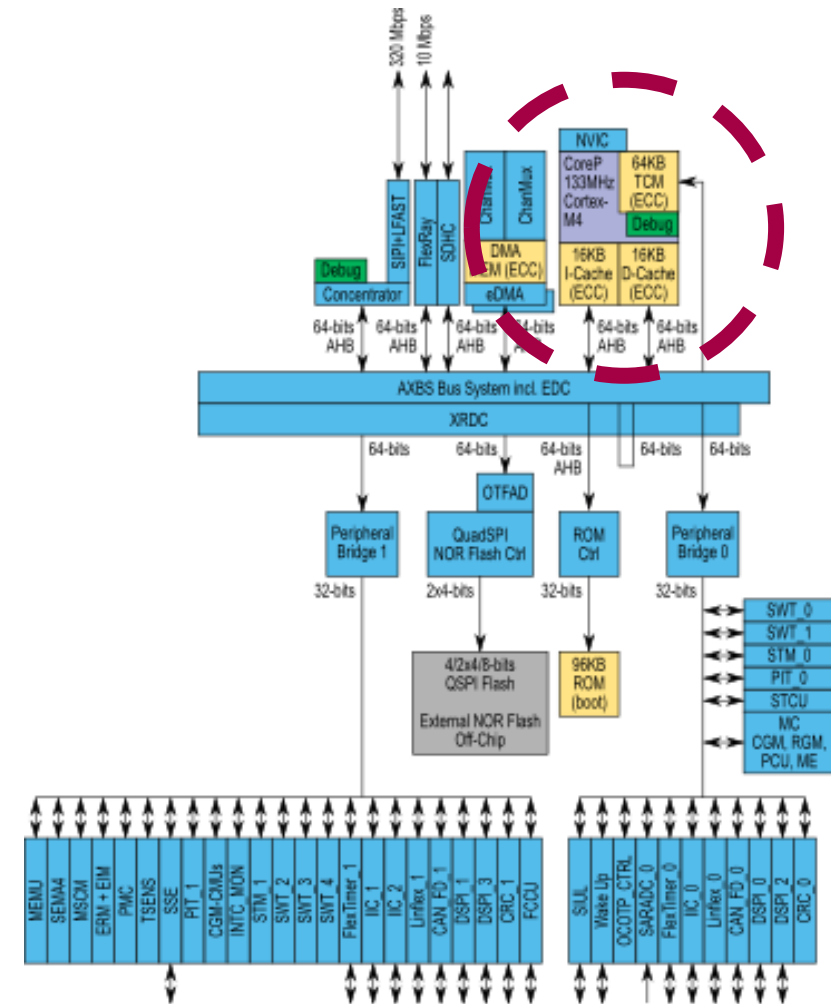 320 Mbps
10 Mbps
SIPI+LFAST
FlexRay
SDHC
ChanMux
DMA
(ECC)
eDMA
Debug
Concentrator
NVIC
CoreP
133MHz
Cortex-
M4
64KB
TCM
(ECC)
Debug
16KB
I-Cache
(ECC)
16KB
D-Cache
(ECC)
64-bits
AHB
64-bits
AHB
64-bits
AHB
64-bits
64-bits
AHB
64-bits
AHB
AXBS Bus System incl. EDC
XRDC
64-bits
64-bits
64-bits
AHB
64-bits
64-bits
OTFAD
Peripheral
Bridge 1
QuadSPI
NOR Flash Ctrl
ROM
Ctrl
Peripheral
Bridge 0
32-bits
2x4-bits
32-bits
32-bits
4/2x4/8-bits
QSPI Flash
External NOR Flash
Off-Chip
96KB
ROM
(boot)
SWT_0
SWT_1
STM_0
PIT_0
STCU
MC
CGM, RGM,
PCU, ME
MEMU
SEMA4
MSCM
ERM + EIM
PMC
TSENS
SSE
PIT_1
CGM-CMUs
INTC_MON
STM_1
SWT_2
SWT_3
SWT_4
FlexTimer_1
IIC_1
IIC_2
Linflex_1
CAN_FD_1
DSPI_1
DSPI_3
CRC_1
FCCU
SIUL
Wake Up
OCOTP_CTRL
SARADC_0
FlexTimer_0
IIC_0
Linflex_0
CAN_FD_0
DSPI_0
DSPI_2
CRC_0